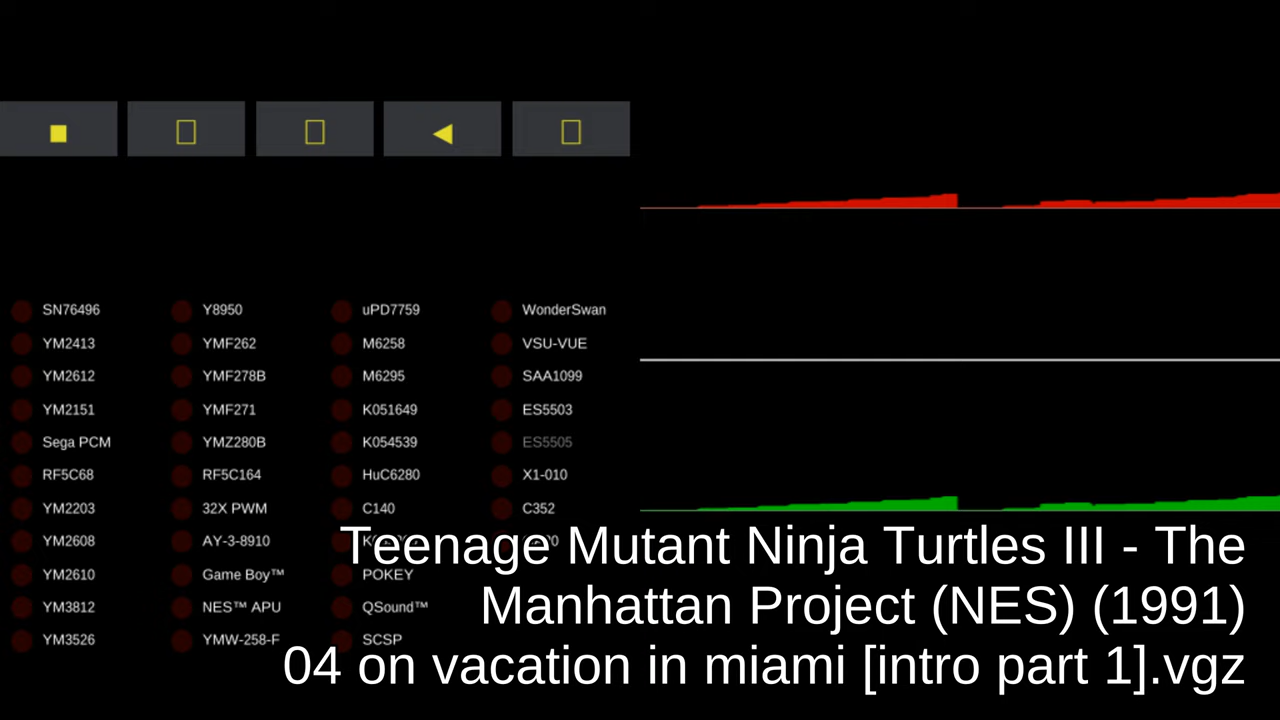 SN76496 Y8950 uPD7759 WonderSwan
YM2413 YMF262 M6258 VSU-VUE
YM2612 YMF278B M6295 SAA1099
YM2151 YMF271 K051649 ES5503
Sega PCM YMZ280B K054539 ES5505
RF5C68 RF5C164 HuC6280 X1-010
YM2203 32X PWM C140 C352
YM2608 AY-3-8910
YM2610 Game Boy™ POKEY
YM3812 NES™ APU QSound™
YM3526 YMW-258-F SCSP
Teenage Mutant Ninja Turtles III - The
Manhattan Project (NES) (1991)
04 on vacation in miami [intro part 1].vgz